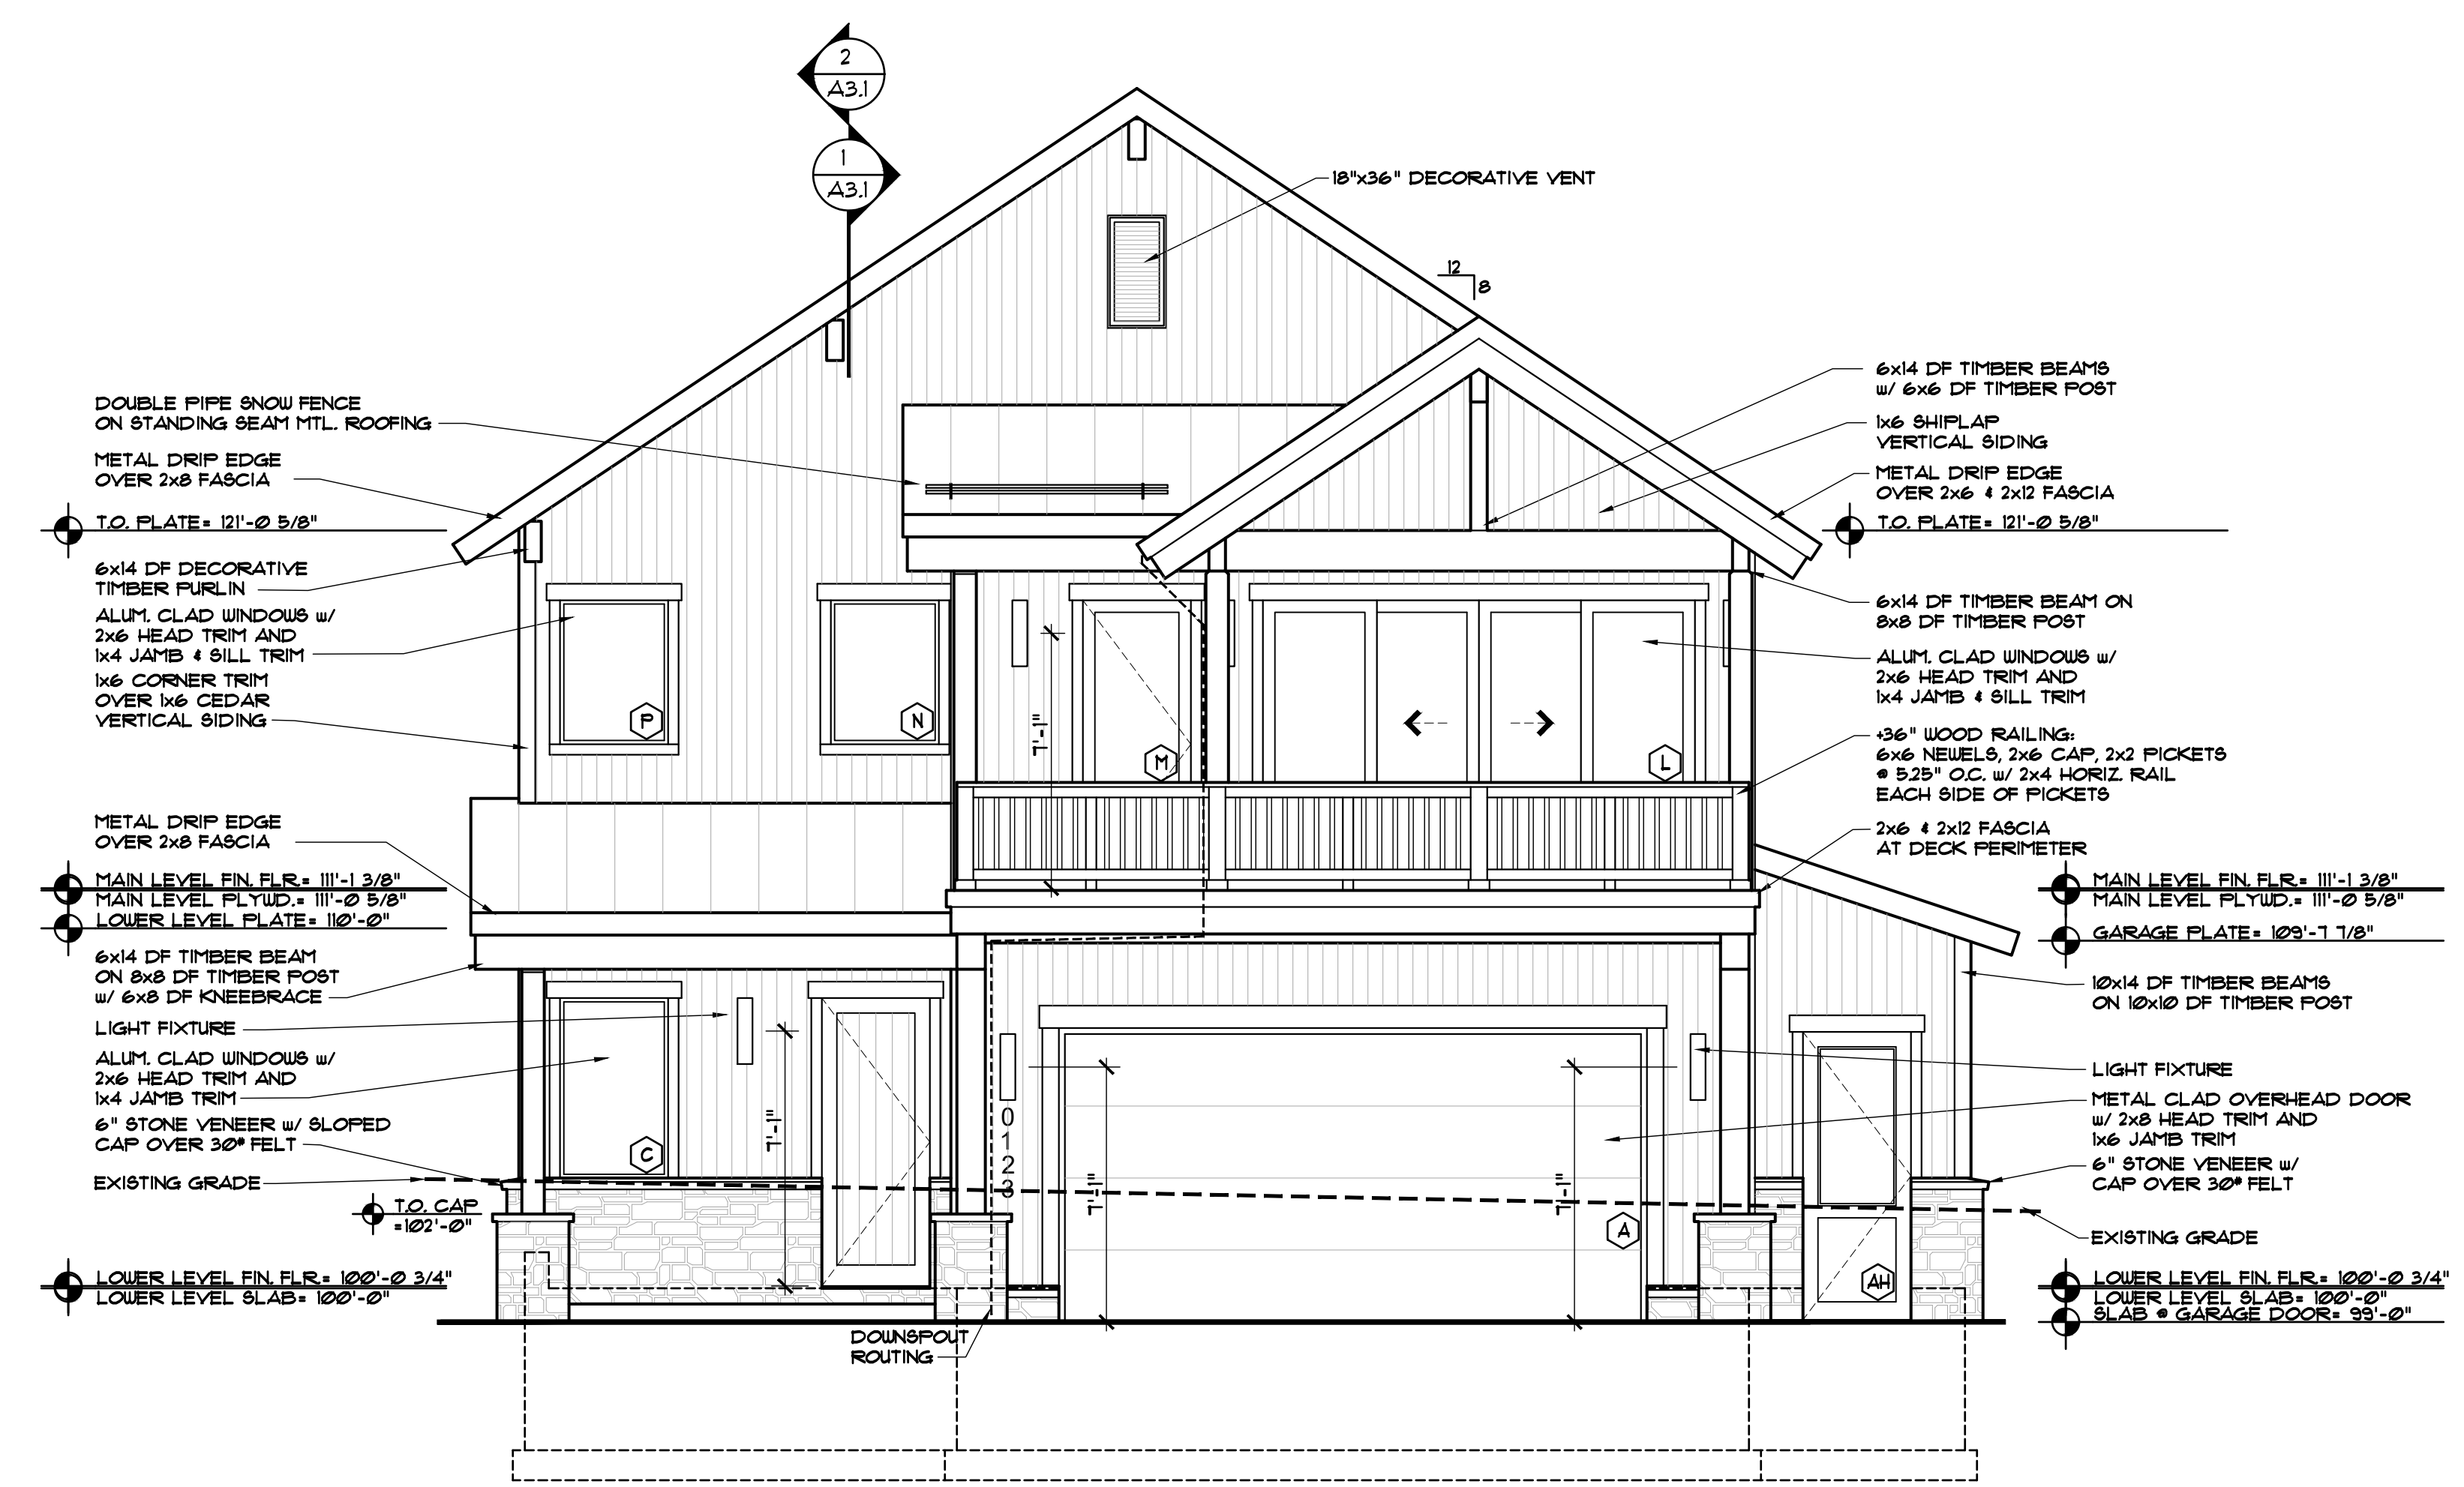 2
A3.1
1
A3.1
18"x36" DECORATIVE VENT
12
8
DOUBLE PIPE SNOW FENCE
ON STANDING SEAM MTL. ROOFING
METAL DRIP EDGE
OVER 2x8 FASCIA
T.O. PLATE= 121'-0 5/8"
6x14 DF DECORATIVE
TIMBER PURLIN
ALUM. CLAD WINDOWS w/
2x6 HEAD TRIM AND
1x4 JAMB & SILL TRIM
1x6 CORNER TRIM
OVER 1x6 CEDAR
VERTICAL SIDING
METAL DRIP EDGE
OVER 2x8 FASCIA
MAIN LEVEL FIN. FLR.= 111'-1 3/8"
MAIN LEVEL PLYWD.= 111'-0 5/8"
LOWER LEVEL PLATE= 110'-0"
6x14 DF TIMBER BEAM
ON 8x8 DF TIMBER POST
w/ 6x8 DF KNEEBRACE
LIGHT FIXTURE
ALUM. CLAD WINDOWS w/
2x6 HEAD TRIM AND
1x4 JAMB TRIM
6" STONE VENEER w/ SLOPED
CAP OVER 30# FELT
EXISTING GRADE
T.O. CAP
=102'-0"
LOWER LEVEL FIN. FLR.= 100'-0 3/4"
LOWER LEVEL SLAB= 100'-0"
P
N
M
L
7'-1"
C
7'-1"
0
1
2
3
7'-1"
7'-1"
A
AH
DOWNSPOUT
ROUTING
6x14 DF TIMBER BEAMS
w/ 6x6 DF TIMBER POST
1x6 SHIPLAP
VERTICAL SIDING
METAL DRIP EDGE
OVER 2x6 & 2x12 FASCIA
T.O. PLATE= 121'-0 5/8"
6x14 DF TIMBER BEAM ON
8x8 DF TIMBER POST
ALUM. CLAD WINDOWS w/
2x6 HEAD TRIM AND
1x4 JAMB & SILL TRIM
+36" WOOD RAILING:
6x6 NEWELS, 2x6 CAP, 2x2 PICKETS
@ 5.25" O.C. w/ 2x4 HORIZ. RAIL
EACH SIDE OF PICKETS
2x6 & 2x12 FASCIA
AT DECK PERIMETER
MAIN LEVEL FIN. FLR.= 111'-1 3/8"
MAIN LEVEL PLYWD.= 111'-0 5/8"
GARAGE PLATE= 109'-7 7/8"
10x14 DF TIMBER BEAMS
ON 10x10 DF TIMBER POST
LIGHT FIXTURE
METAL CLAD OVERHEAD DOOR
w/ 2x8 HEAD TRIM AND
1x6 JAMB TRIM
6" STONE VENEER w/
CAP OVER 30# FELT
EXISTING GRADE
LOWER LEVEL FIN. FLR.= 100'-0 3/4"
LOWER LEVEL SLAB= 100'-0"
SLAB @ GARAGE DOOR= 99'-0"